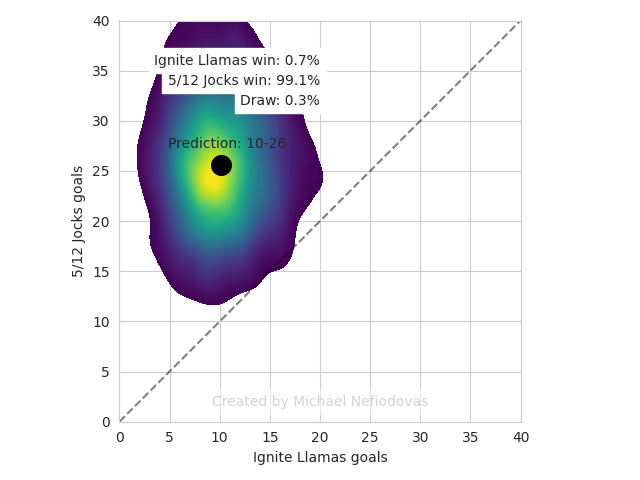 40
35
30
25
20
15
10
5
0
5/12 Jocks goals
Ignite Llamas win: 0.7%
5/12 Jocks win: 99.1%
Draw: 0.3%
Prediction: 10-26
Created by Michael Nefiodovas
0 5 10 15 20 25 30 35 40
Ignite Llamas goals